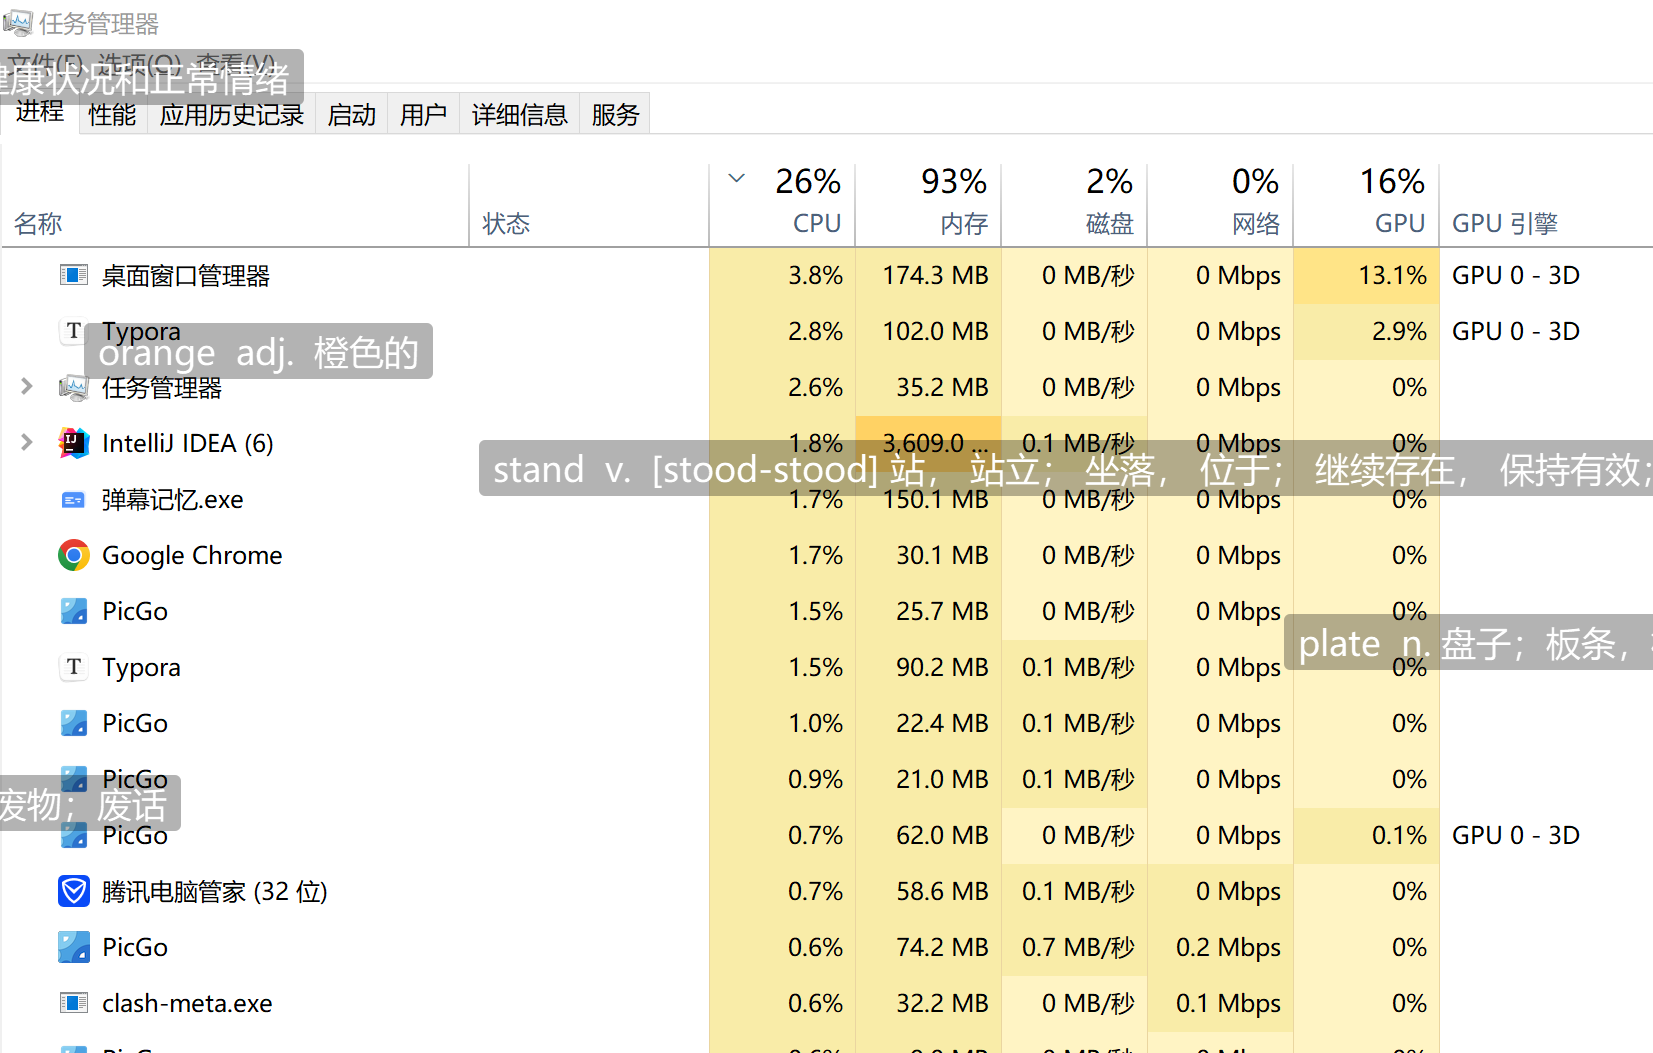 任务管理器
文件(F) 选项(O) 查看(V)
健康状况和正常情绪
进程 性能 应用历史记录 启动 用户 详细信息 服务
26% 93% 2% 0% 16%
名称 状态 CPU 内存 磁盘 网络 GPU GPU 引擎
桌面窗口管理器 3.8% 174.3 MB 0 MB/秒 0 Mbps 13.1% GPU 0 - 3D
Typora 2.8% 102.0 MB 0 MB/秒 0 Mbps 2.9% GPU 0 - 3D
orange adj. 橙色的
任务管理器 2.6% 35.2 MB 0 MB/秒 0 Mbps 0%
IntelliJ IDEA (6) 1.8% 3,609.0 ... 0.1 MB/秒 0 Mbps 0%
stand v. [stood-stood] 站， 站立； 坐落， 位于； 继续存在， 保持有效；
弹幕记忆.exe 1.7% 150.1 MB 0 MB/秒 0 Mbps 0%
Google Chrome 1.7% 30.1 MB 0 MB/秒 0 Mbps 0%
PicGo 1.5% 25.7 MB 0 MB/秒 0 Mbps 0%
plate n. 盘子；板条，
Typora 1.5% 90.2 MB 0.1 MB/秒 0 Mbps 0%
PicGo 1.0% 22.4 MB 0.1 MB/秒 0 Mbps 0%
PicGo 0.9% 21.0 MB 0.1 MB/秒 0 Mbps 0%
废物；废话
PicGo 0.7% 62.0 MB 0 MB/秒 0 Mbps 0.1% GPU 0 - 3D
腾讯电脑管家 (32 位) 0.7% 58.6 MB 0.1 MB/秒 0 Mbps 0%
PicGo 0.6% 74.2 MB 0.7 MB/秒 0.2 Mbps 0%
clash-meta.exe 0.6% 32.2 MB 0 MB/秒 0.1 Mbps 0%